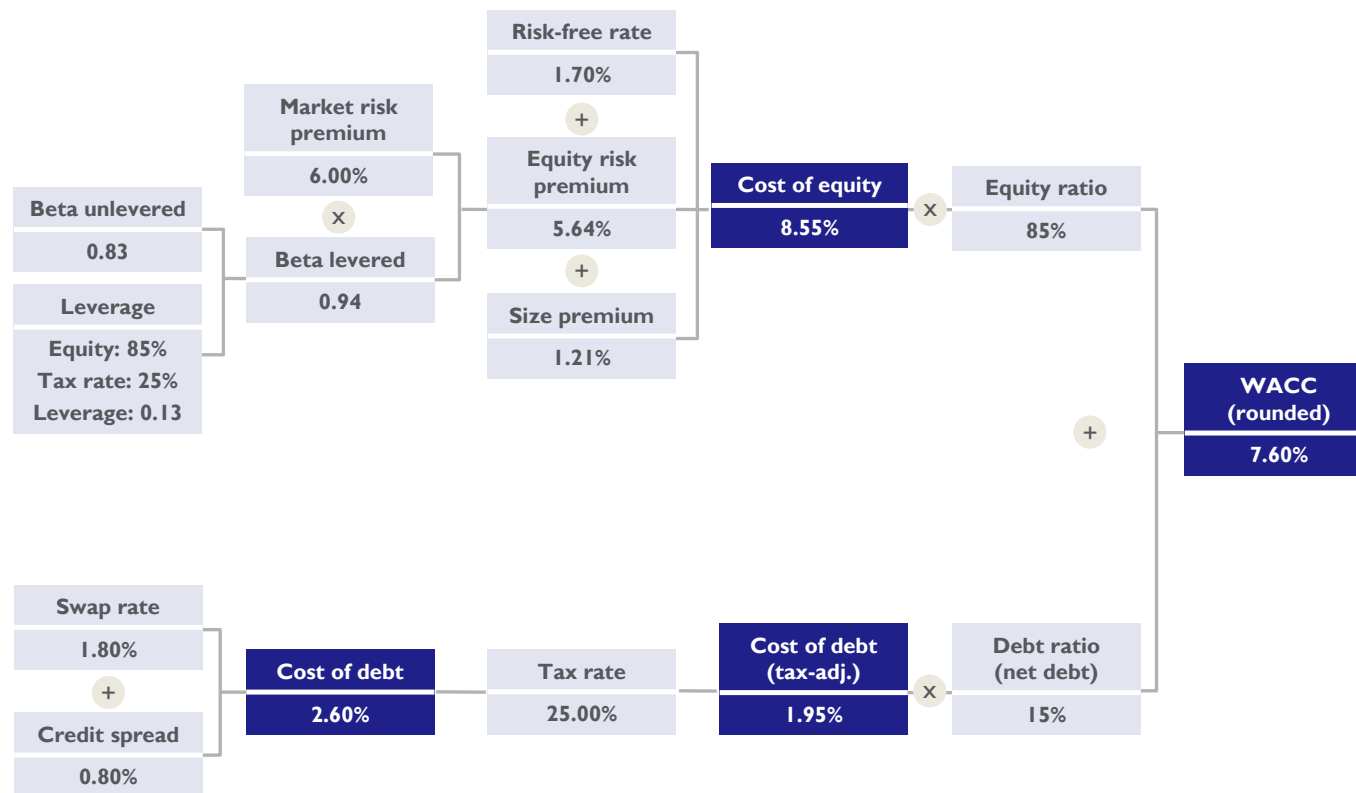 Risk-free rate
1.70%
+
Market risk
premium
6.00%
x
Equity risk
premium
5.64%
+
Size premium
1.21%
Beta unlevered
0.83
Leverage
Equity: 85%
Tax rate: 25%
Leverage: 0.13
Beta levered
0.94
Cost of equity
8.55%
x
Equity ratio
85%
+
WACC
(rounded)
7.60%
Swap rate
1.80%
+
Credit spread
0.80%
Cost of debt
2.60%
Tax rate
25.00%
Cost of debt
(tax-adj.)
1.95%
x
Debt ratio
(net debt)
15%